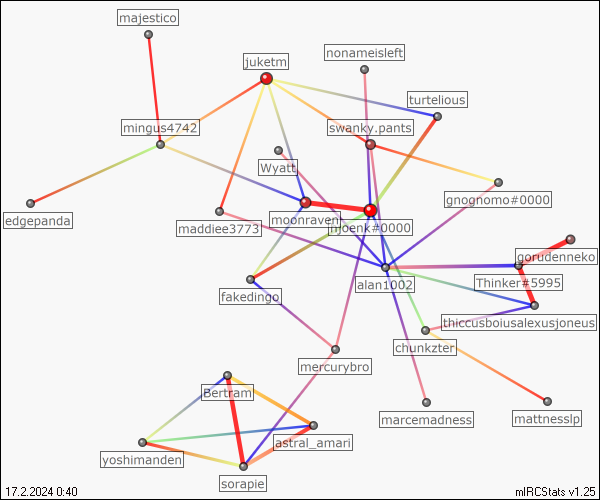 majestico
nonameisleft
juketm
turtelious
mingus4742
swanky.pants
Wyatt
gnognomo#0000
edgepanda
maddiee3773
moonraven
njoenk#0000
gorudenneko
Thinker#5995
alan1002
fakedingo
thiccusboiusalexusjoneus
chunkzter
mercurybro
Bertram
marcemadness
mattnesslp
astral_amari
yoshimanden
sorapie
17.2.2024 0:40
mIRCStats v1.25